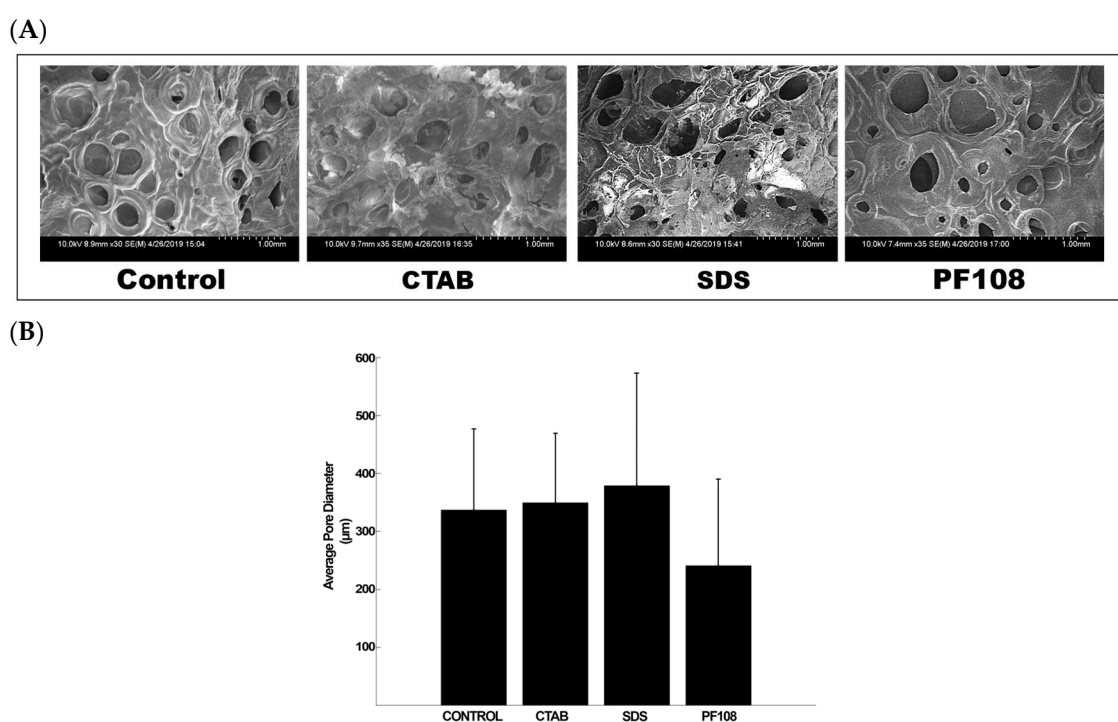 (A)
10.0kV 8.9mm x30 SE(M) 4/26/2019 15:04 1.00mm
10.0kV 9.7mm x35 SE(M) 4/26/2019 16:35 1.00mm
10.0kV 8.6mm x30 SE(M) 4/26/2019 15:41 1.00mm
10.0kV 7.4mm x35 SE(M) 4/26/2019 17:00 1.00mm
Control
CTAB
SDS
PF108
(B)
600
500
400
300
200
100
Average Pore Diameter
(µm)
CONTROL
CTAB
SDS
PF108